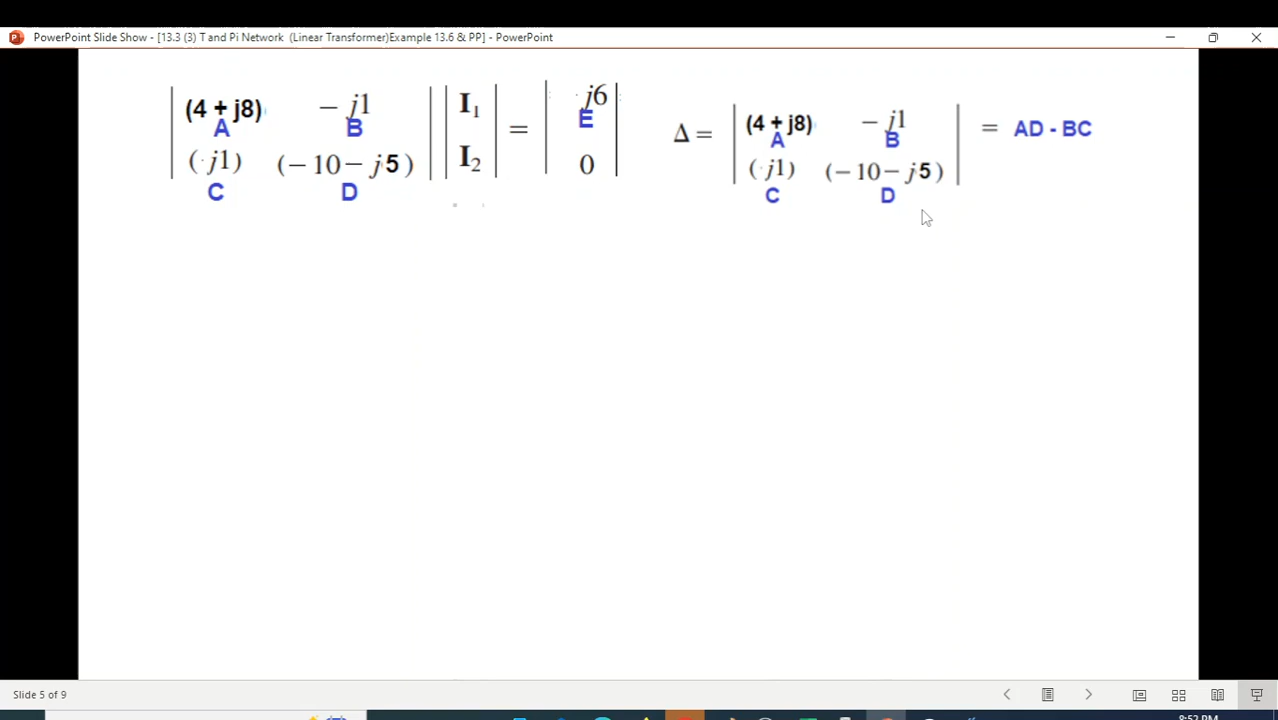 PowerPoint Slide Show - [13.3 (3) T and Pi Network (Linear Transformer)Example 13.6 & PP] - PowerPoint
(4 + j8) − j1 I₁ = j6
A B E
(j1) (− 10 − j5) I₂ 0
C D
Δ = (4 + j8) − j1 = AD - BC
A B
(j1) (− 10 − j5)
C D
Slide 5 of 9